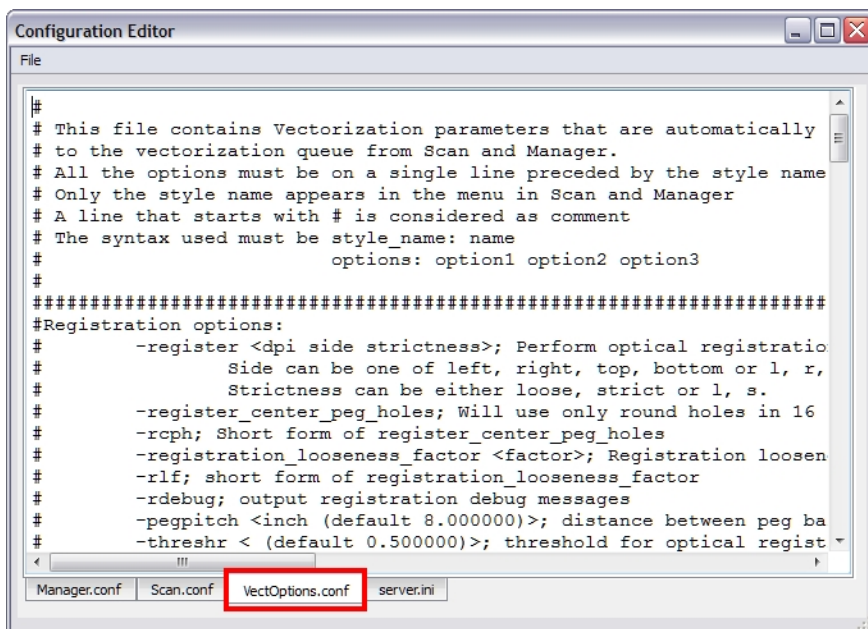 Configuration Editor
File
#
# This file contains Vectorization parameters that are automatically
# to the vectorization queue from Scan and Manager.
# All the options must be on a single line preceded by the style name
# Only the style name appears in the menu in Scan and Manager
# A line that starts with # is considered as comment
# The syntax used must be style_name: name
# options: option1 option2 option3
#
######################################################################
#Registration options:
# -register <dpi side strictness>; Perform optical registratio
# Side can be one of left, right, top, bottom or l, r,
# Strictness can be either loose, strict or l, s.
# -register_center_peg_holes; Will use only round holes in 16
# -rcph; Short form of register_center_peg_holes
# -registration_looseness_factor <factor>; Registration loosen
# -rlf; short form of registration_looseness_factor
# -rdebug; output registration debug messages
# -pegpitch <inch (default 8.000000)>; distance between peg ba
# -threshr < (default 0.500000)>; threshold for optical regist
Manager.conf Scan.conf VectOptions.conf server.ini